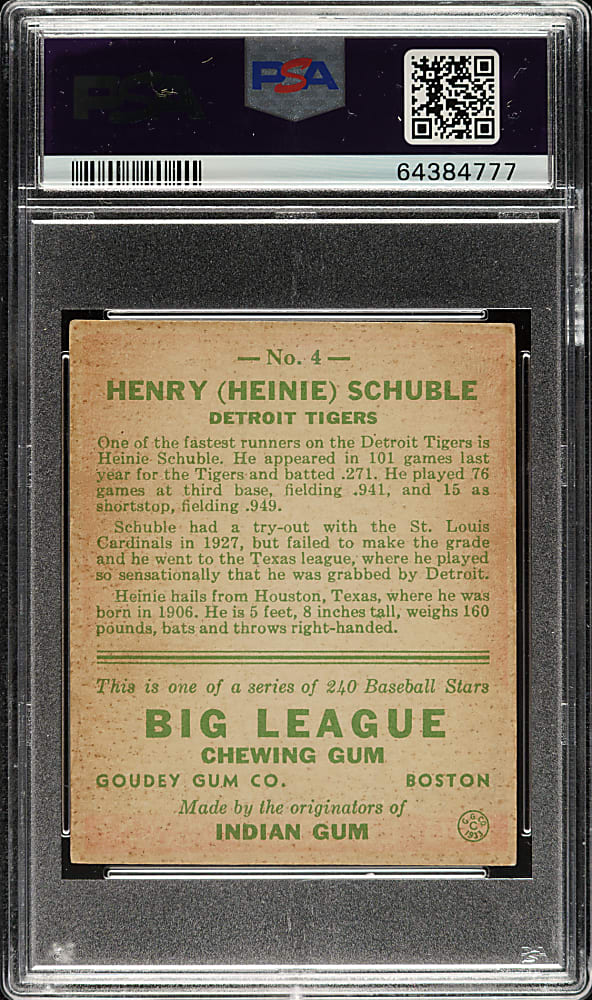 PSA
PSA
64384777
— No. 4 —
HENRY (HEINIE) SCHUBLE
DETROIT TIGERS
One of the fastest runners on the Detroit Tigers is
Heinie Schuble. He appeared in 101 games last
year for the Tigers and batted .271. He played 76
games at third base, fielding .941, and 15 as
shortstop, fielding .949.
Schuble had a try-out with the St. Louis
Cardinals in 1927, but failed to make the grade
and he went to the Texas league, where he played
so sensationally that he was grabbed by Detroit.
Heinie hails from Houston, Texas, where he was
born in 1906. He is 5 feet, 8 inches tall, weighs 160
pounds, bats and throws right-handed.
This is one of a series of 240 Baseball Stars
BIG LEAGUE
CHEWING GUM
GOUDEY GUM CO. BOSTON
Made by the originators of
INDIAN GUM
G.G.CO.
C
1933
PSA